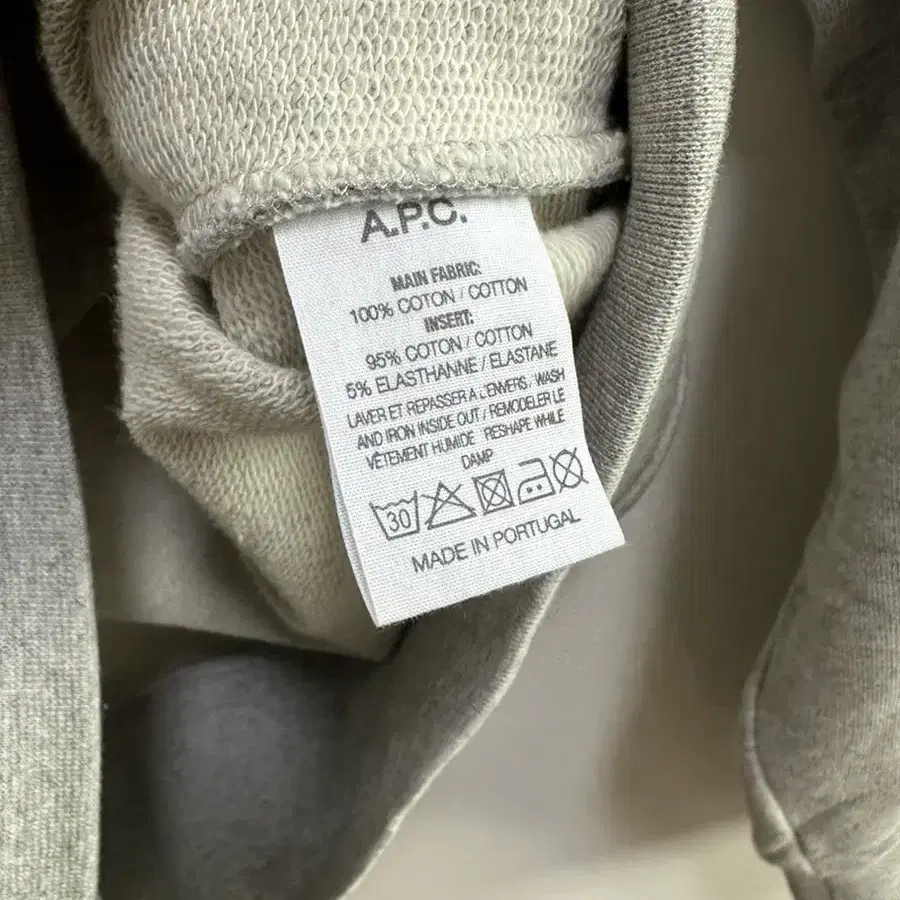 A.P.C.
MAIN FABRIC:
100% COTON / COTTON
INSERT:
95% COTON / COTTON
5% ELASTHANNE / ELASTANE
LAVER ET REPASSER A L'ENVERS / WASH
AND IRON INSIDE OUT / REMODELER LE
VÊTEMENT HUMIDE RESHAPE WHILE
DAMP
30
MADE IN PORTUGAL